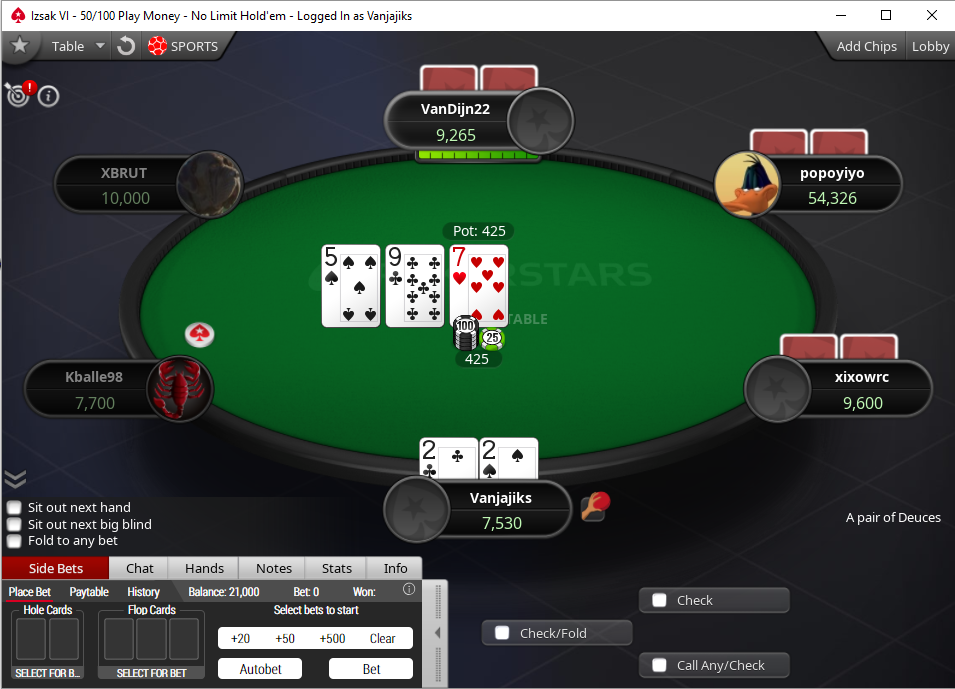 Izsak VI - 50/100 Play Money - No Limit Hold'em - Logged In as Vanjajiks
Table
SPORTS
Add Chips
Lobby
!
i
VanDijn22
9,265
XBRUT
10,000
popoyiyo
54,326
Pot: 425
5
9
7
STARS
TABLE
100
25
425
Kballe98
7,700
xixowrc
9,600
2
2
Vanjajiks
7,530
A pair of Deuces
Sit out next hand
Sit out next big blind
Fold to any bet
Side Bets
Chat
Hands
Notes
Stats
Info
Place Bet
Paytable
History
Balance: 21,000
Bet: 0
Won:
Hole Cards
Flop Cards
Select bets to start
+20
+50
+500
Clear
SELECT FOR B...
SELECT FOR BET
Autobet
Bet
Check
Check/Fold
Call Any/Check